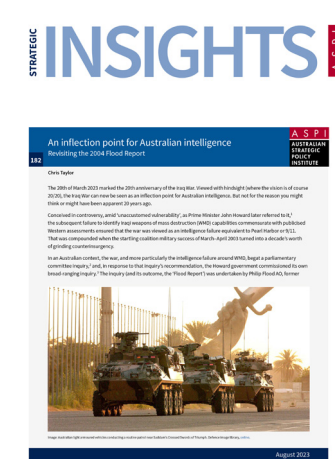 STRATEGIC
INSIGHTS
A S P I
AUSTRALIAN
STRATEGIC
POLICY
INSTITUTE
An inflection point for Australian intelligence
Revisiting the 2004 Flood Report
182
Chris Taylor
The 20th of March 2023 marked the 20th anniversary of the Iraq War. Viewed with hindsight (where the vision is of course
20/20), the Iraq War can now be seen as an inflection point for Australian intelligence. But not for the reason you might
think or might have been apparent 20 years ago.
Conceived in controversy, amid 'unaccustomed vulnerability', as Prime Minister John Howard later referred to it,
the subsequent failure to identify Iraqi weapons of mass destruction (WMD) capabilities commensurate with publicised
Western assessments ensured that the war was viewed as an intelligence failure equivalent to Pearl Harbor or 9/11.
That was compounded when the startling coalition military success of March–April 2003 turned into a decade's worth
of grinding counterinsurgency.
In an Australian context, the war, and more particularly the intelligence failure around WMD, begat a parliamentary
committee inquiry, and, in response to that inquiry's recommendation, the Howard government commissioned its own
broad-ranging inquiry. The inquiry (and its outcome, the 'Flood Report') was undertaken by Philip Flood AO, former
August 2023